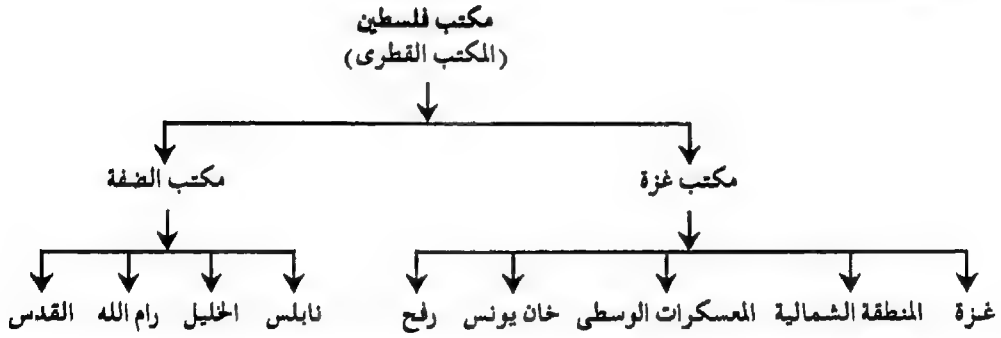 مكتب فلسطين
(المكتب القطرى)
مكتب غزة
مكتب الضفة
غزة
المنطقة الشمالية
المعسكرات الوسطى
خان يونس
رفح
نابلس
الخليل
رام الله
القدس